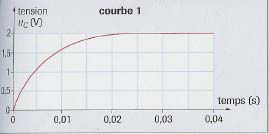 tension
courbe 1
u_C (V)
2
1,5
1
0,5
0
0 0,01 0,02 0,03 0,04
temps (s)